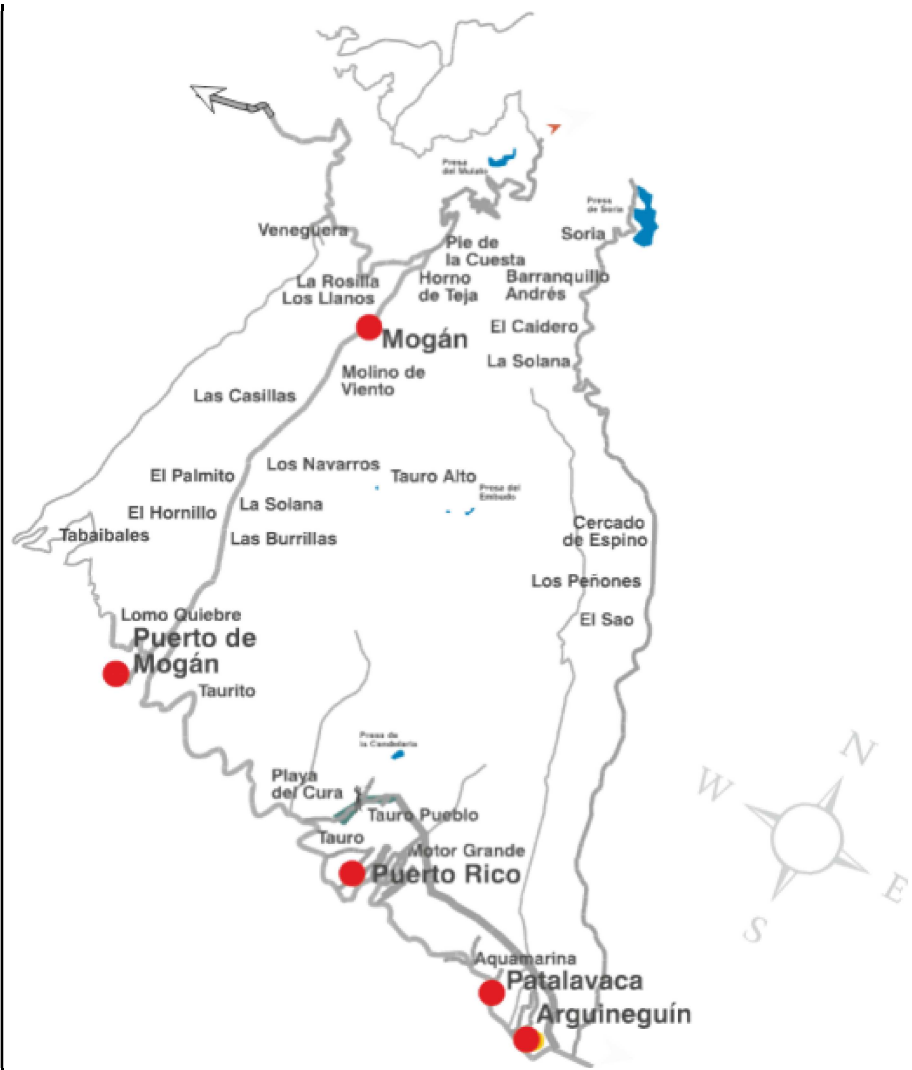 Presa
del Mulato
Presa
de Soria
Veneguera
Soria
Pie de
la Cuesta
La Rosilla
Los Llanos
Horno
de Teja
Barranquillo
Andrés
El Caidero
Mogán
La Solana
Molino de
Viento
Las Casillas
Los Navarros
El Palmito
Tauro Alto
Presa del
Embudo
La Solana
El Hornillo
Cercado
de Espino
Tabaibales
Las Burrillas
Los Peñones
Lomo Quiebre
El Sao
Puerto de
Mogán
Taurito
Presa de
la Candelaria
N
W
E
S
Playa
del Cura
Tauro Pueblo
Tauro
Motor Grande
Puerto Rico
Aquamarina
Patalavaca
Arguineguín